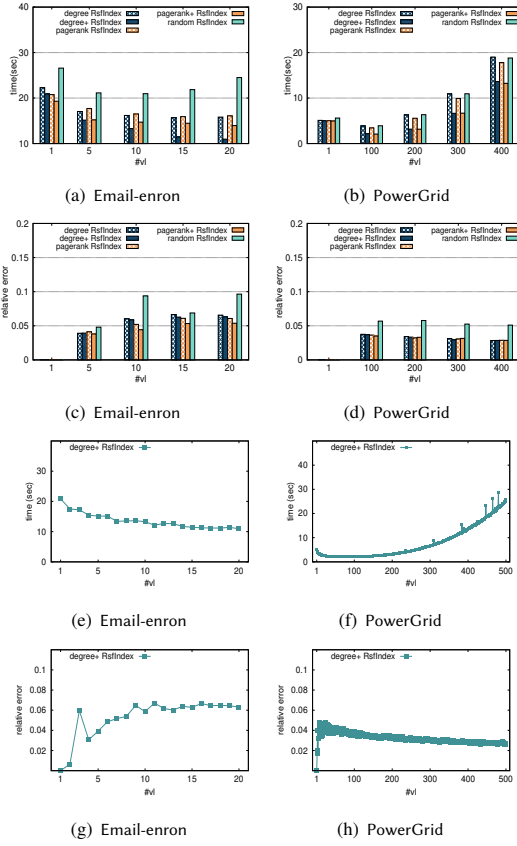 degree RsfIndex
degree+ RsfIndex
pagerank RsfIndex
pagerank+ RsfIndex
random RsfIndex
time(sec)
40
30
20
10
1 5 10 15 20
#vl
(a) Email-enron
degree RsfIndex
degree+ RsfIndex
pagerank RsfIndex
pagerank+ RsfIndex
random RsfIndex
time(sec)
30
20
10
0
1 100 200 300 400
#vl
(b) PowerGrid
degree RsfIndex
degree+ RsfIndex
pagerank RsfIndex
pagerank+ RsfIndex
random RsfIndex
relative error
0.2
0.15
0.1
0.05
0
1 5 10 15 20
#vl
(c) Email-enron
degree RsfIndex
degree+ RsfIndex
pagerank RsfIndex
pagerank+ RsfIndex
random RsfIndex
relative error
0.2
0.15
0.1
0.05
0
1 100 200 300 400
#vl
(d) PowerGrid
degree+ RsfIndex
time (sec)
40
30
20
10
0
1 5 10 15 20
#vl
(e) Email-enron
degree+ RsfIndex
time (sec)
40
30
20
10
0
1 100 200 300 400 500
#vl
(f) PowerGrid
degree+ RsfIndex
relative error
0.1
0.08
0.06
0.04
0.02
1 5 10 15 20
#vl
(g) Email-enron
degree+ RsfIndex
relative error
0.1
0.08
0.06
0.04
0.02
1 100 200 300 400 500
#vl
(h) PowerGrid